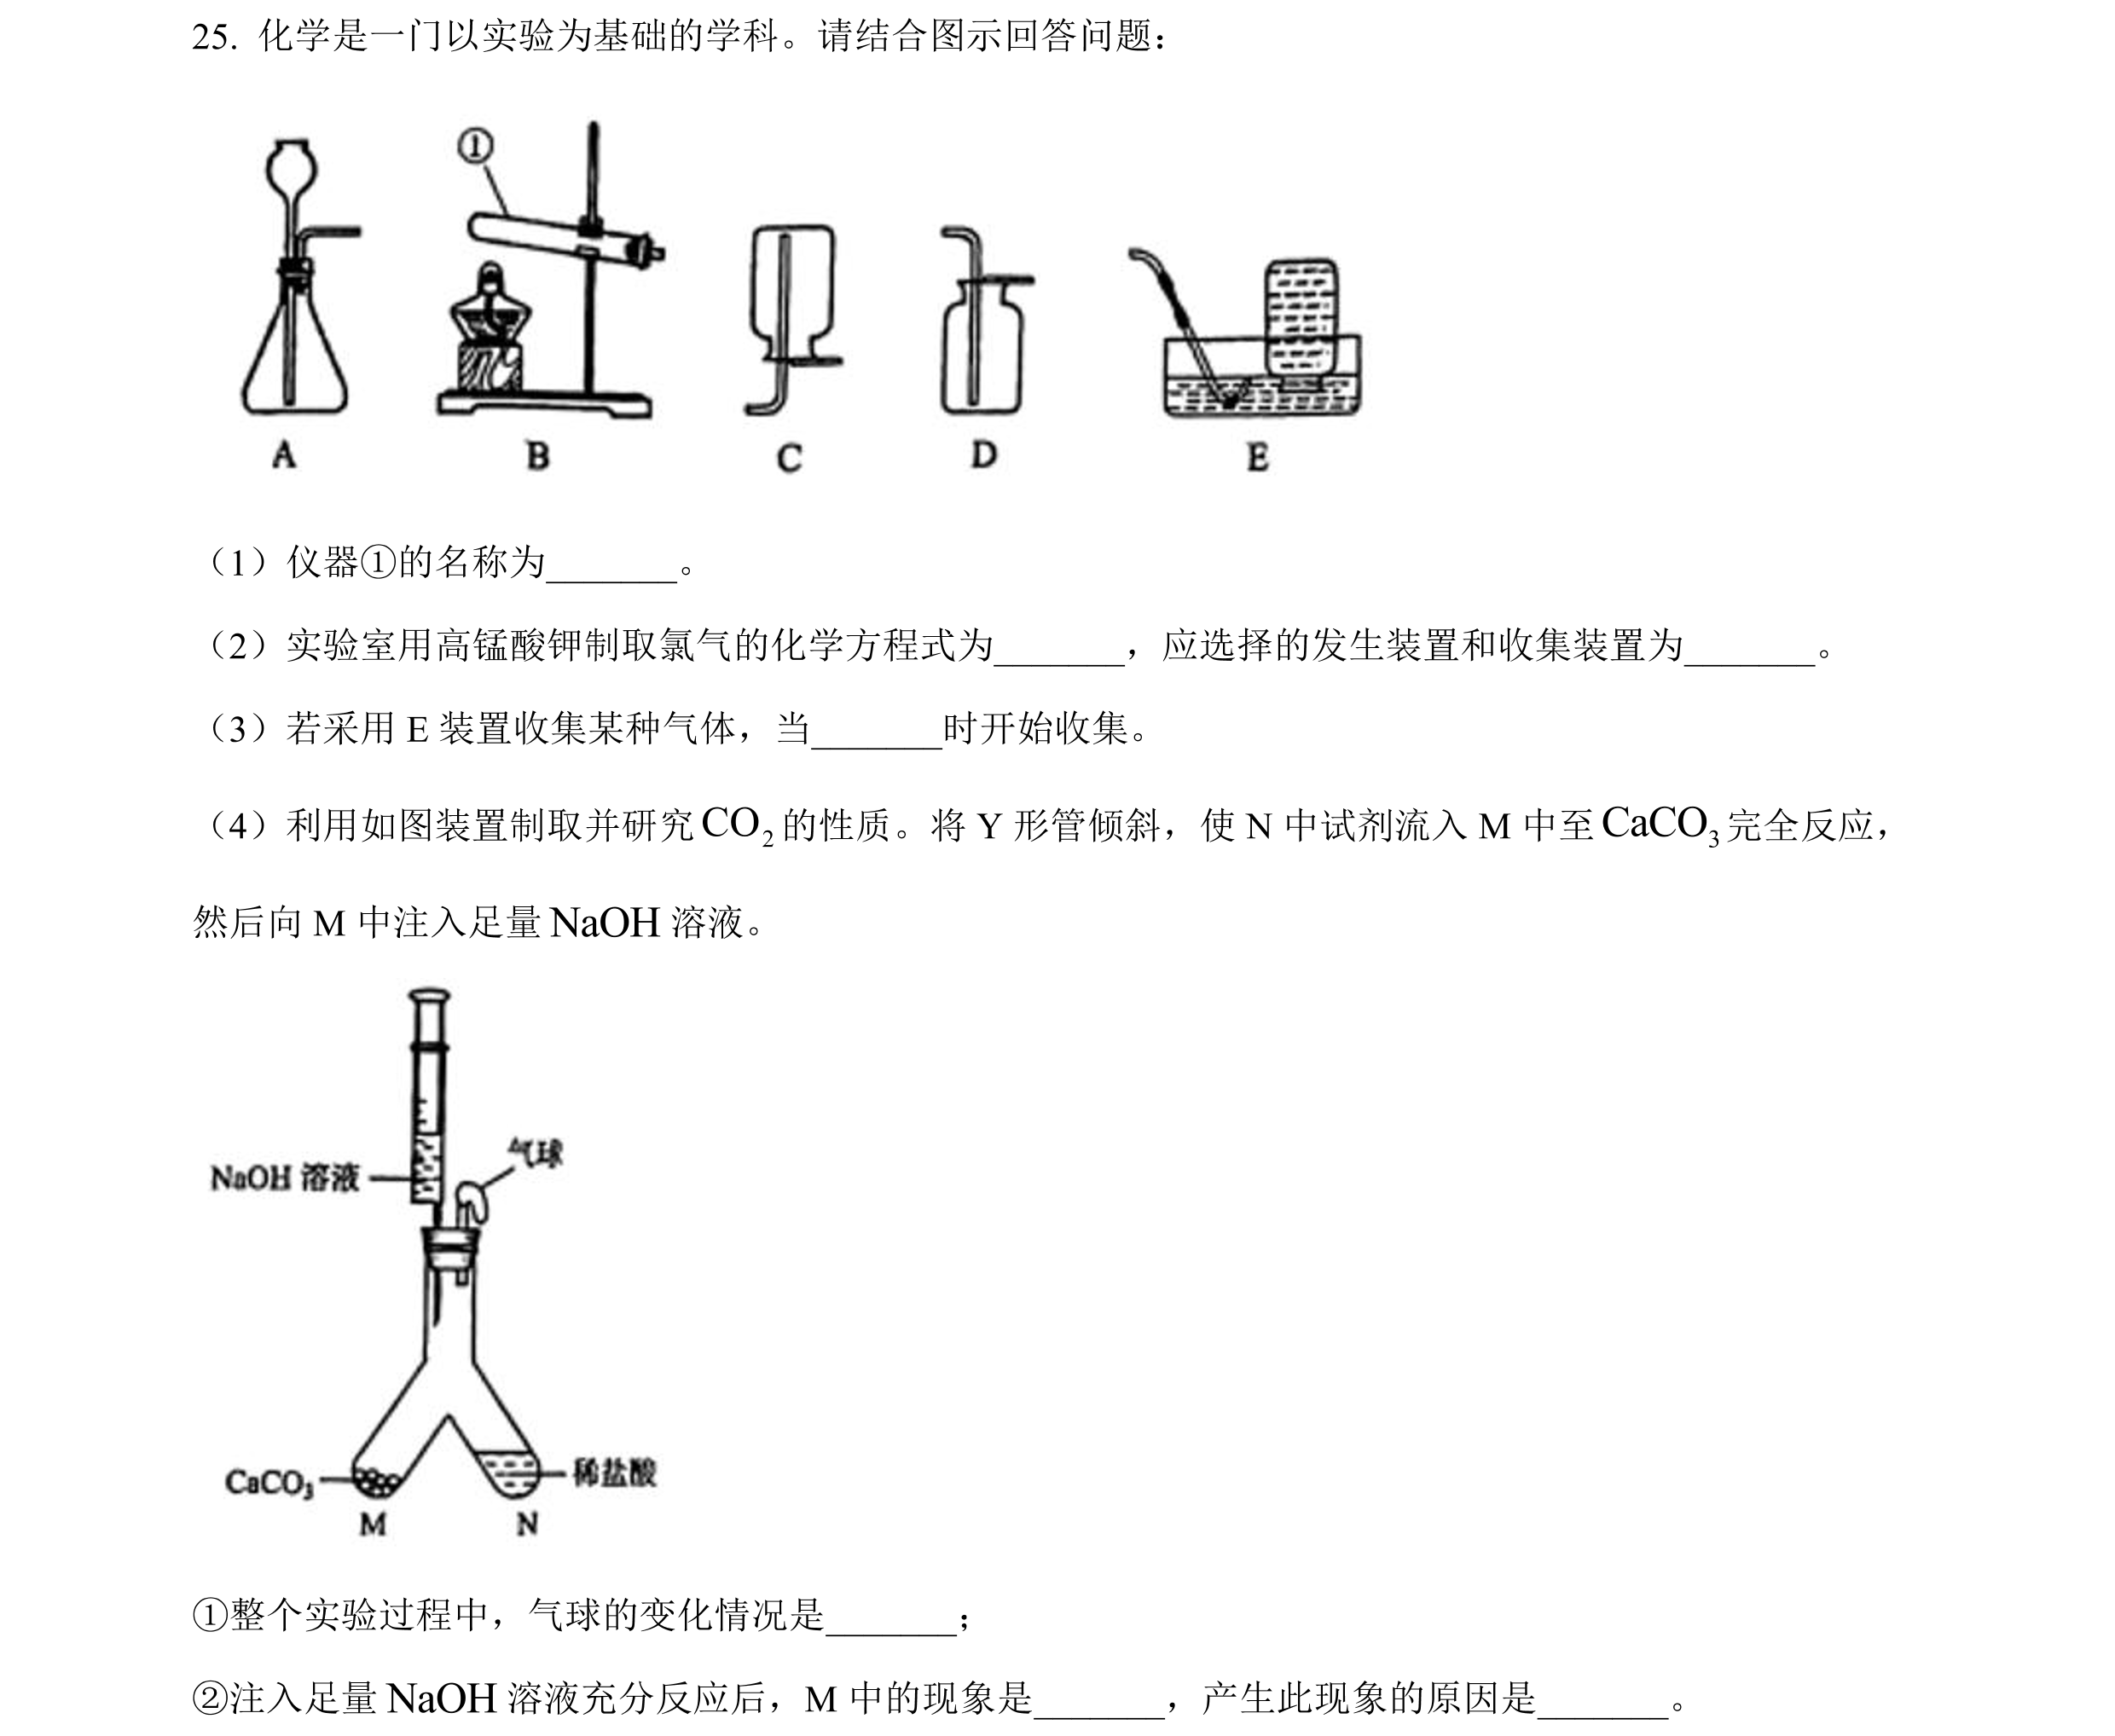 25. 化学是一门以实验为基础的学科。请结合图示回答问题：
①
A B C D E
（1）仪器①的名称为_______。
（2）实验室用高锰酸钾制取氯气的化学方程式为_______，应选择的发生装置和收集装置为_______。
（3）若采用 E 装置收集某种气体，当_______时开始收集。
（4）利用如图装置制取并研究CO₂的性质。将 Y 形管倾斜，使 N 中试剂流入 M 中至CaCO₃完全反应，
然后向 M 中注入足量 NaOH 溶液。
气球
NaOH 溶液
CaCO₃ 稀盐酸
M N
①整个实验过程中，气球的变化情况是_______；
②注入足量 NaOH 溶液充分反应后，M 中的现象是_______，产生此现象的原因是_______。